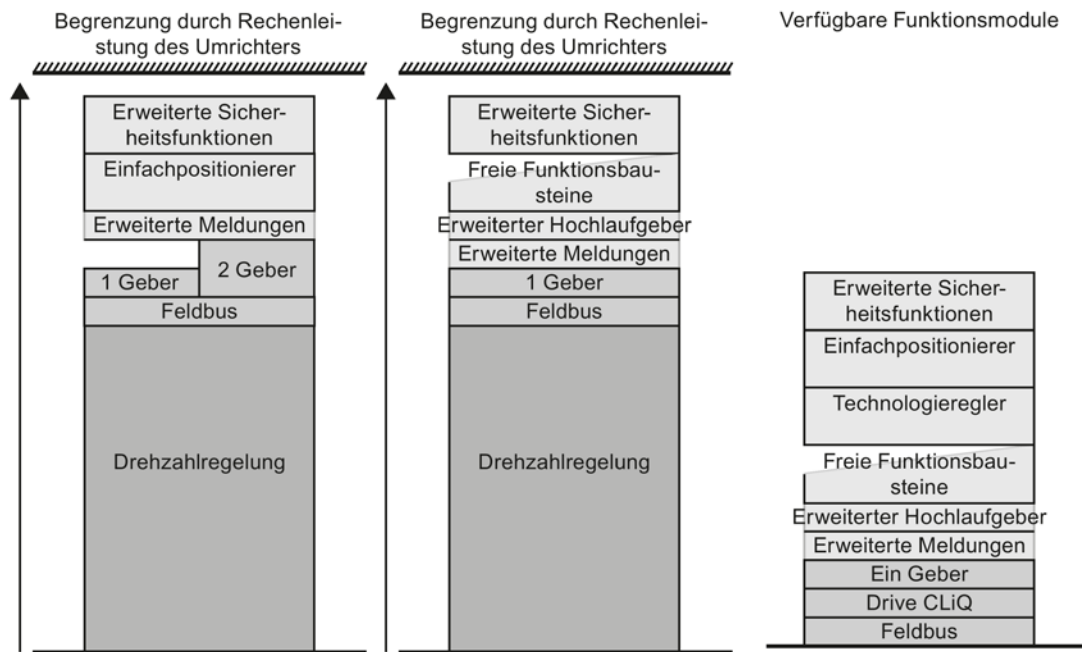 Begrenzung durch Rechenlei-
stung des Umrichters
Erweiterte Sicher-
heitsfunktionen
Einfachpositionierer
Erweiterte Meldungen
2 Geber
1 Geber
Feldbus
Drehzahlregelung
Begrenzung durch Rechenlei-
stung des Umrichters
Erweiterte Sicher-
heitsfunktionen
Freie Funktionsbau-
steine
Erweiterter Hochlaufgeber
Erweiterte Meldungen
1 Geber
Feldbus
Drehzahlregelung
Verfügbare Funktionsmodule
Erweiterte Sicher-
heitsfunktionen
Einfachpositionierer
Technologieregler
Freie Funktionsbau-
steine
Erweiterter Hochlaufgeber
Erweiterte Meldungen
Ein Geber
Drive CLiQ
Feldbus